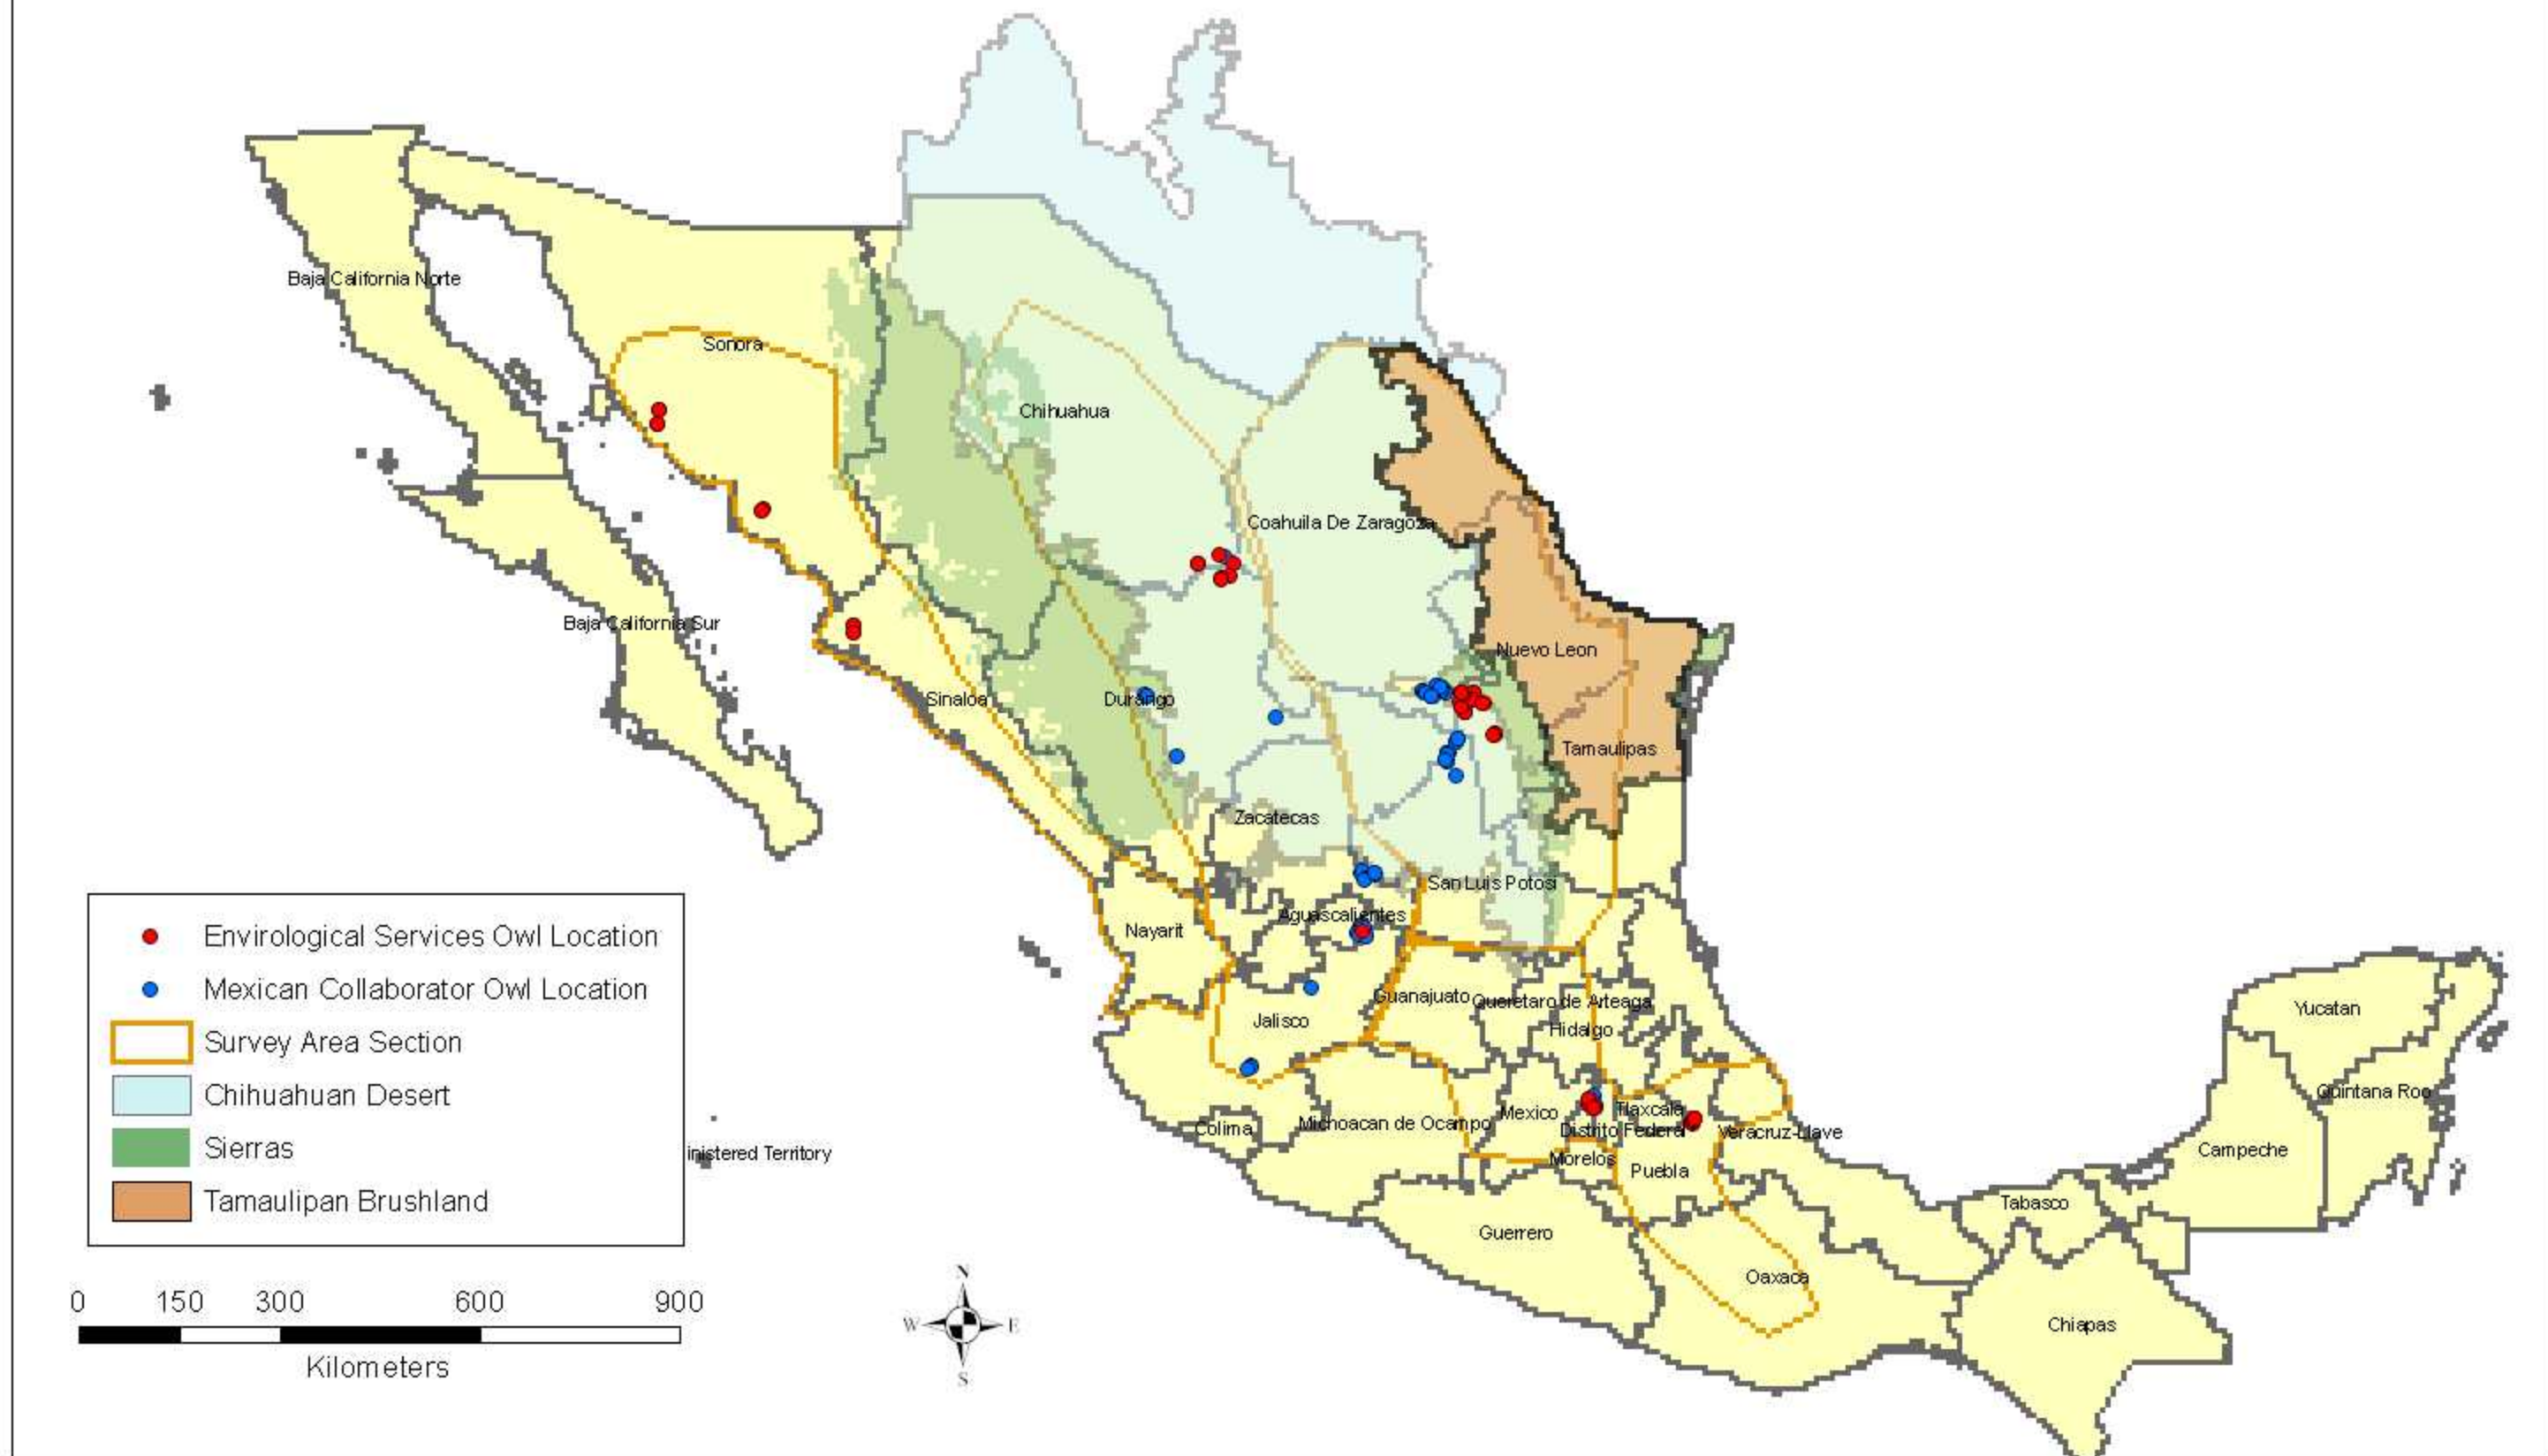 Baja California Norte
Sonora
Chihuahua
Coahuila De Zaragoza
Baja California Sur
Nuevo Leon
Sinaloa
Durango
Tamaulipas
Zacatecas
San Luis Potosi
Aguascalientes
Nayarit
Guanajuato
Queretaro de Arteaga
Hidalgo
Jalisco
Yucatan
Quintana Roo
Mexico
Tlaxcala
Colima
Michoacan de Ocampo
Distrito Federal
Veracruz-Llave
Campeche
inistered Territory
Morelos
Puebla
Tabasco
Guerrero
Oaxaca
Chiapas
Envirological Services Owl Location
Mexican Collaborator Owl Location
Survey Area Section
Chihuahuan Desert
Sierras
Tamaulipan Brushland
0 150 300 600 900
Kilometers
N
W E
S